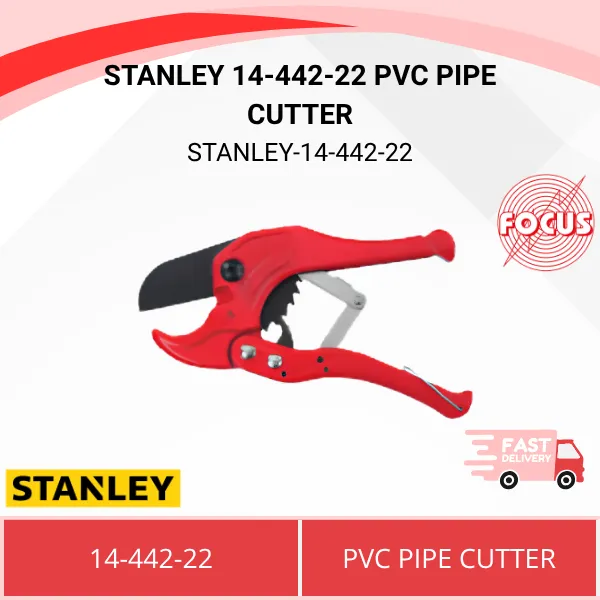 STANLEY 14-442-22 PVC PIPE
CUTTER
STANLEY-14-442-22
FOCUS
FAST
DELIVERY
STANLEY
14-442-22
PVC PIPE CUTTER